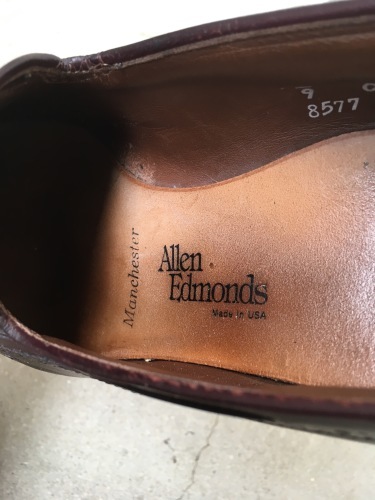 9
8577
Manchester
Allen
Edmonds
Made in USA